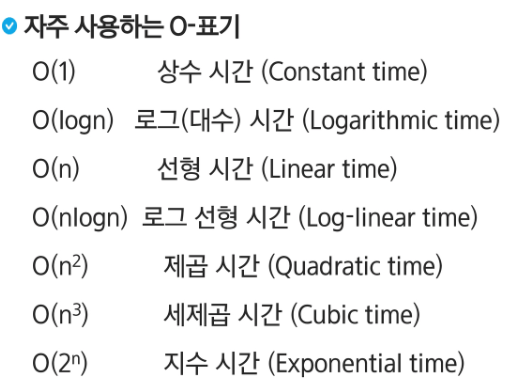 자주 사용하는 O-표기
O(1) 상수 시간 (Constant time)
O(logn) 로그(대수) 시간 (Logarithmic time)
O(n) 선형 시간 (Linear time)
O(nlogn) 로그 선형 시간 (Log-linear time)
O(n²) 제곱 시간 (Quadratic time)
O(n³) 세제곱 시간 (Cubic time)
O(2ⁿ) 지수 시간 (Exponential time)